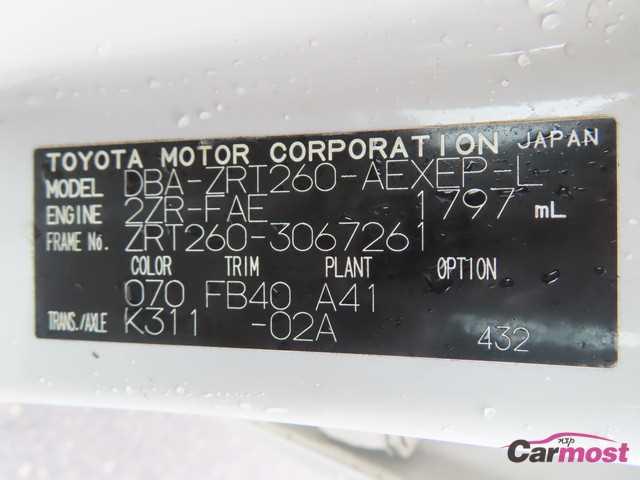 TOYOTA MOTOR CORPORATION JAPAN
MODEL DBA-ZRT260-AEXEP-L
ENGINE 2ZR-FAE 1797 mL
FRAME No. ZRT260-3067261
COLOR TRIM PLANT OPTION
070 FB40 A41
TRANS./AXLE K311 -02A
432
Carmost